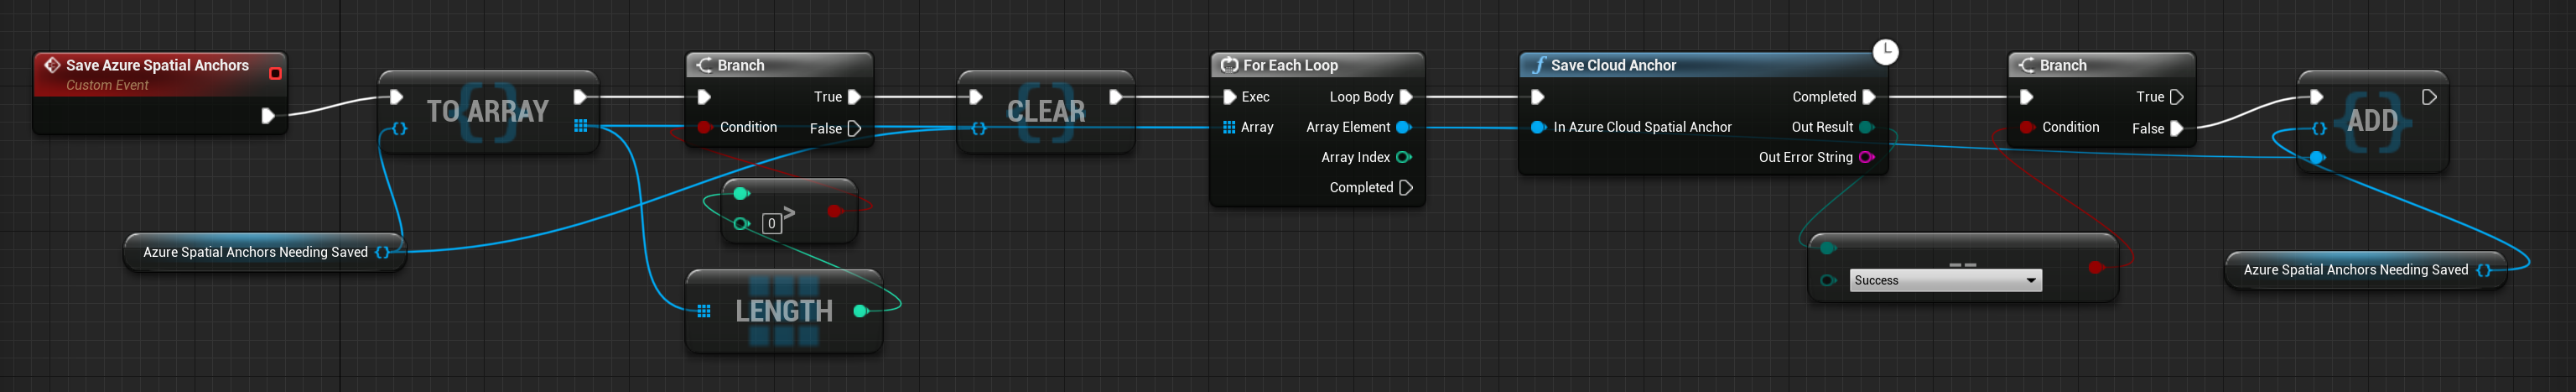 Save Azure Spatial Anchors
Custom Event
TO ARRAY
Azure Spatial Anchors Needing Saved
Branch
True
Condition
False
>
0
LENGTH
CLEAR
For Each Loop
Exec
Loop Body
Array
Array Element
Array Index
Completed
Save Cloud Anchor
Completed
In Azure Cloud Spatial Anchor
Out Result
Out Error String
==
Success
Branch
True
Condition
False
ADD
Azure Spatial Anchors Needing Saved